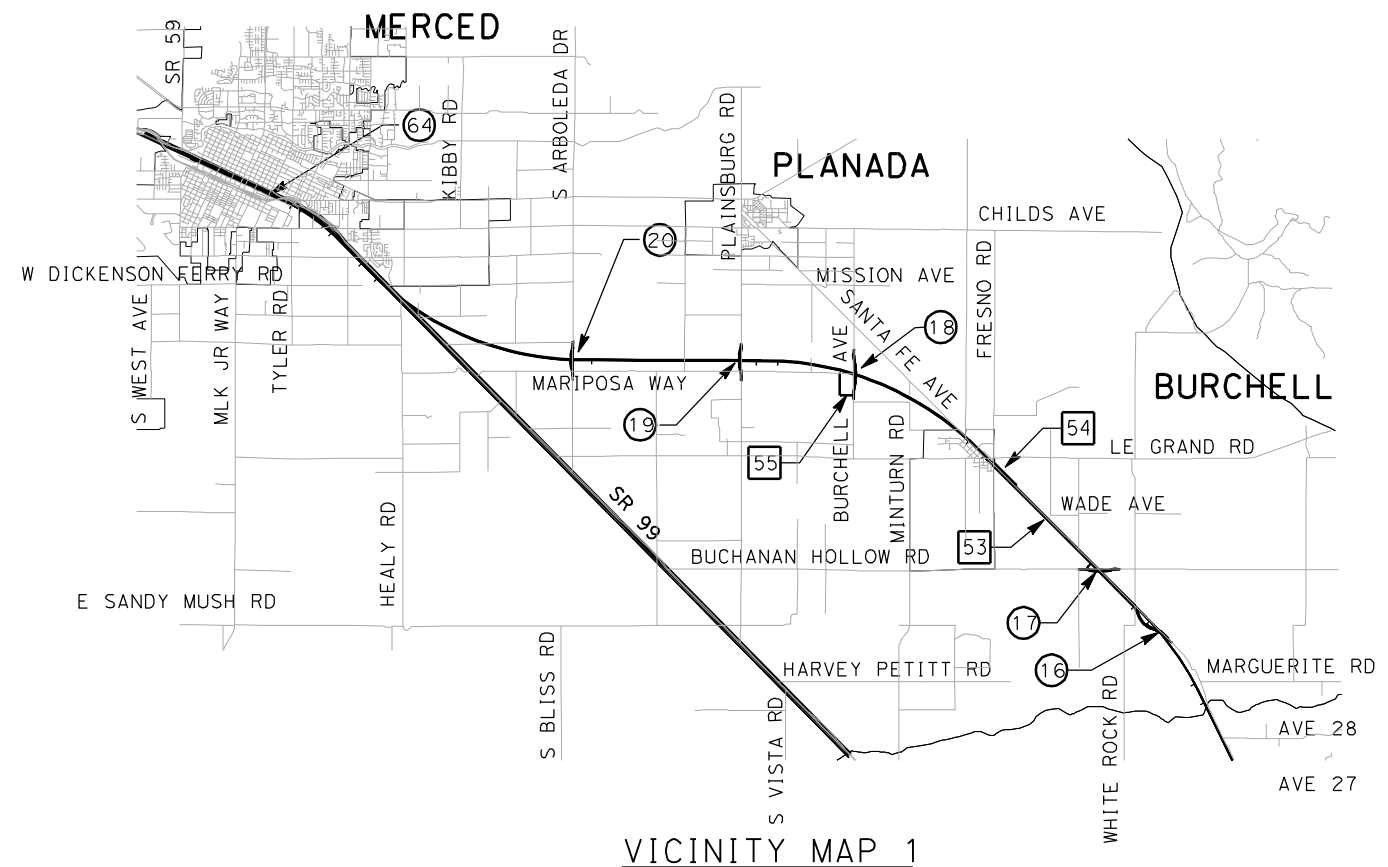 MERCED
SR 59
S ARBOLEDA DR
64
KIBBY RD
PLAINSBURG RD
PLANADA
CHILDS AVE
20
W DICKENSON FERRY RD
MISSION AVE
FRESNO RD
S WEST AVE
MLK JR WAY
TYLER RD
SANTA FE AVE
18
MARIPOSA WAY
BURCHELL AVE
BURCHELL
19
55
MINTURN RD
54
LE GRAND RD
SR 99
WADE AVE
HEALY RD
BUCHANAN HOLLOW RD
53
E SANDY MUSH RD
17
S BLISS RD
HARVEY PETITT RD
16
MARGUERITE RD
S VISTA RD
WHITE ROCK RD
AVE 28
AVE 27
VICINITY MAP 1